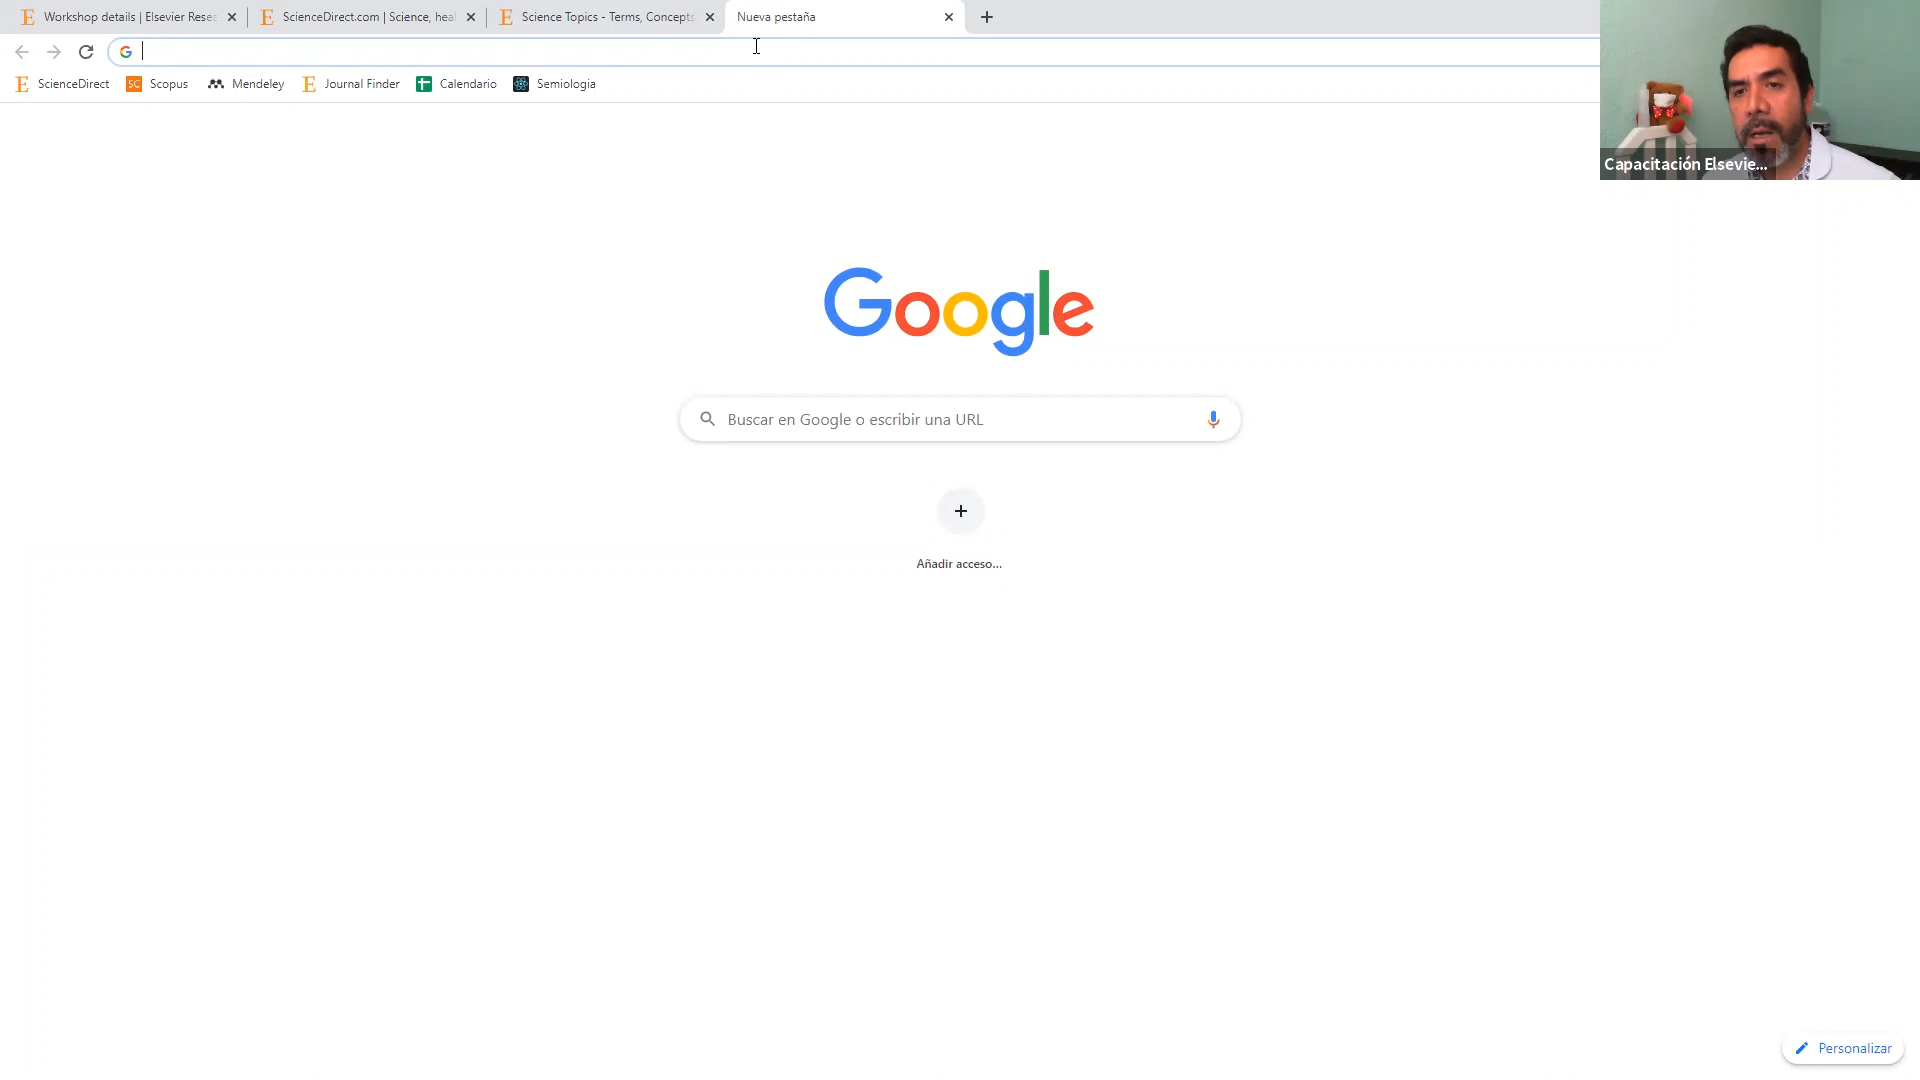 Workshop details | Elsevier Resea
ScienceDirect.com | Science, heal
Science Topics - Terms, Concepts
Nueva pestaña
ScienceDirect
SC
Scopus
Mendeley
Journal Finder
Calendario
Semiologia
Capacitación Elsevie...
Google
Buscar en Google o escribir una URL
Añadir acceso...
Personalizar